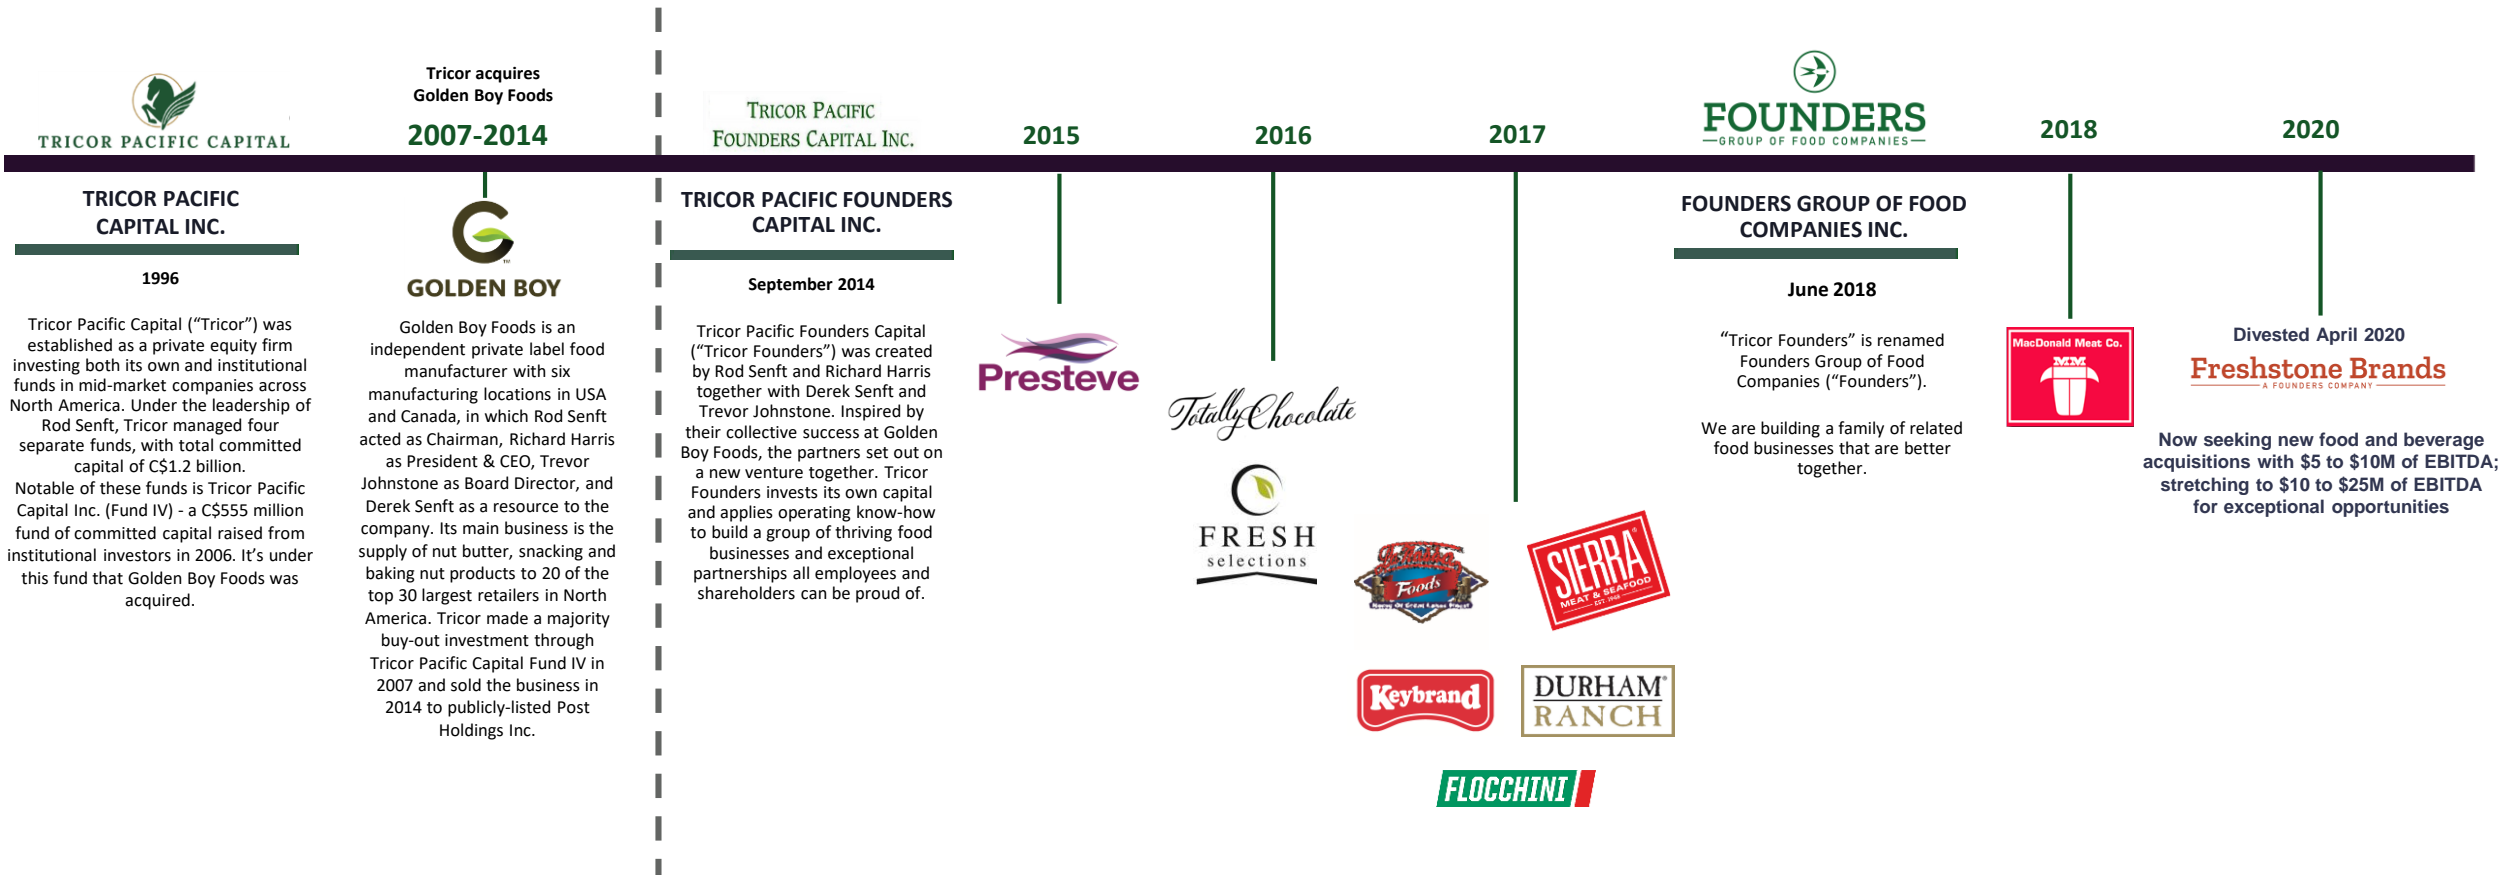 TRICOR PACIFIC CAPITAL
TRICOR PACIFIC
CAPITAL INC.
1996
Tricor Pacific Capital (“Tricor”) was
established as a private equity firm
investing both its own and institutional
funds in mid-market companies across
North America. Under the leadership of
Rod Senft, Tricor managed four
separate funds, with total committed
capital of C$1.2 billion.
Notable of these funds is Tricor Pacific
Capital Inc. (Fund IV) - a C$555 million
fund of committed capital raised from
institutional investors in 2006. It’s under
this fund that Golden Boy Foods was
acquired.
Tricor acquires
Golden Boy Foods
2007-2014
TM
GOLDEN BOY
Golden Boy Foods is an
independent private label food
manufacturer with six
manufacturing locations in USA
and Canada, in which Rod Senft
acted as Chairman, Richard Harris
as President & CEO, Trevor
Johnstone as Board Director, and
Derek Senft as a resource to the
company. Its main business is the
supply of nut butter, snacking and
baking nut products to 20 of the
top 30 largest retailers in North
America. Tricor made a majority
buy-out investment through
Tricor Pacific Capital Fund IV in
2007 and sold the business in
2014 to publicly-listed Post
Holdings Inc.
TRICOR PACIFIC
FOUNDERS CAPITAL INC.
TRICOR PACIFIC FOUNDERS
CAPITAL INC.
September 2014
Tricor Pacific Founders Capital
(“Tricor Founders”) was created
by Rod Senft and Richard Harris
together with Derek Senft and
Trevor Johnstone. Inspired by
their collective success at Golden
Boy Foods, the partners set out on
a new venture together. Tricor
Founders invests its own capital
and applies operating know-how
to build a group of thriving food
businesses and exceptional
partnerships all employees and
shareholders can be proud of.
2015
Presteve
2016
Totally Chocolate
FRESH
selections
2017
Foods
SIERRA®
MEAT & SEAFOOD
EST. 1948
Keybrand
DURHAM®
RANCH
FLOCCHINI
FOUNDERS
GROUP OF FOOD COMPANIES
FOUNDERS GROUP OF FOOD
COMPANIES INC.
June 2018
“Tricor Founders” is renamed
Founders Group of Food
Companies (“Founders”).
We are building a family of related
food businesses that are better
together.
2018
MacDonald Meat Co.
MM
2020
Divested April 2020
Freshstone Brands
A FOUNDERS COMPANY
Now seeking new food and beverage
acquisitions with $5 to $10M of EBITDA;
stretching to $10 to $25M of EBITDA
for exceptional opportunities